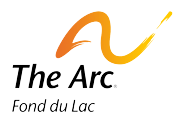 The Arc®
Fond du Lac